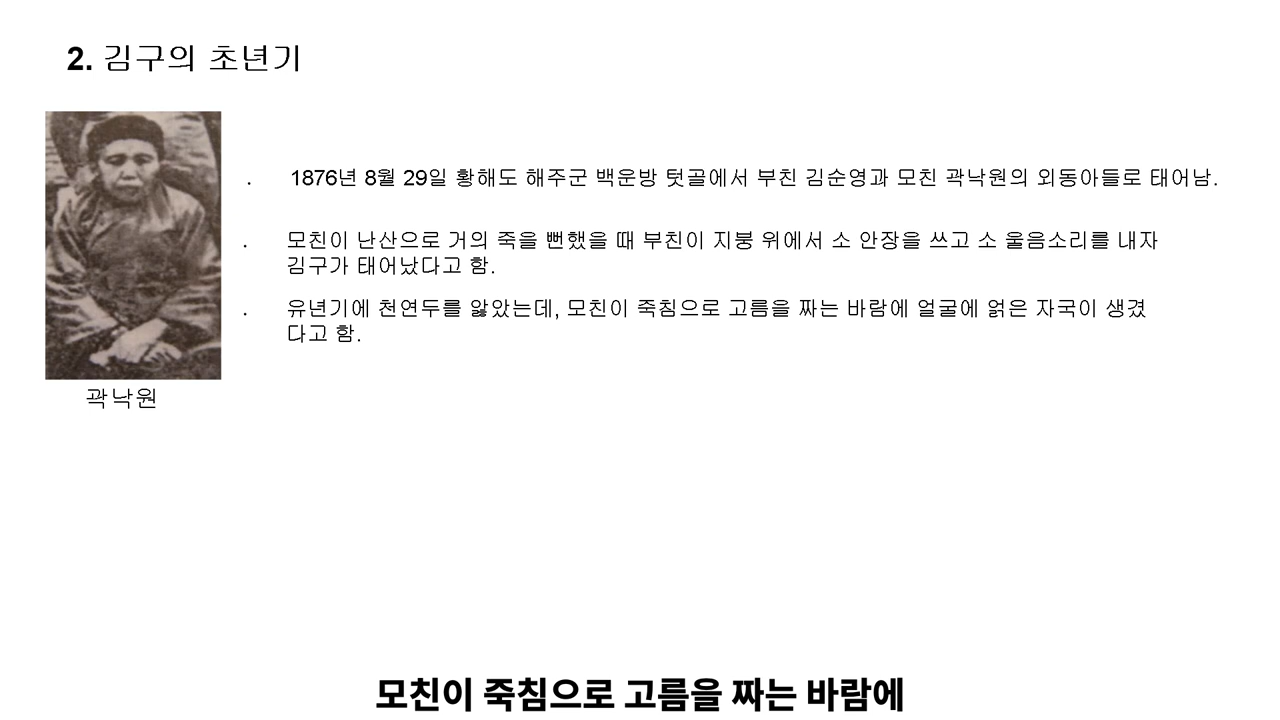 2. 김구의 초년기
. 1876년 8월 29일 황해도 해주군 백운방 텃골에서 부친 김순영과 모친 곽낙원의 외동아들로 태어남.
. 모친이 난산으로 거의 죽을 뻔했을 때 부친이 지붕 위에서 소 안장을 쓰고 소 울음소리를 내자
김구가 태어났다고 함.
. 유년기에 천연두를 앓았는데, 모친이 죽침으로 고름을 짜는 바람에 얼굴에 얽은 자국이 생겼
다고 함.
곽낙원
모친이 죽침으로 고름을 짜는 바람에